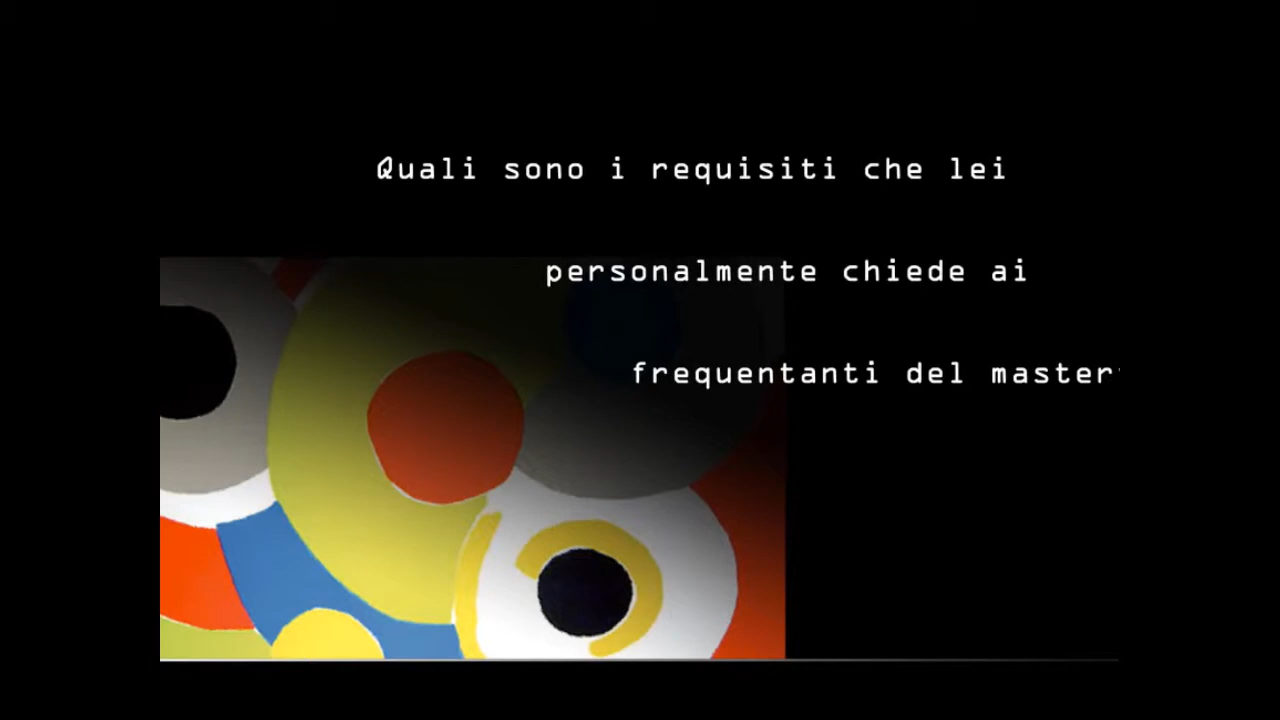 Quali sono i requisiti che lei
personalmente chiede ai
frequentanti del master